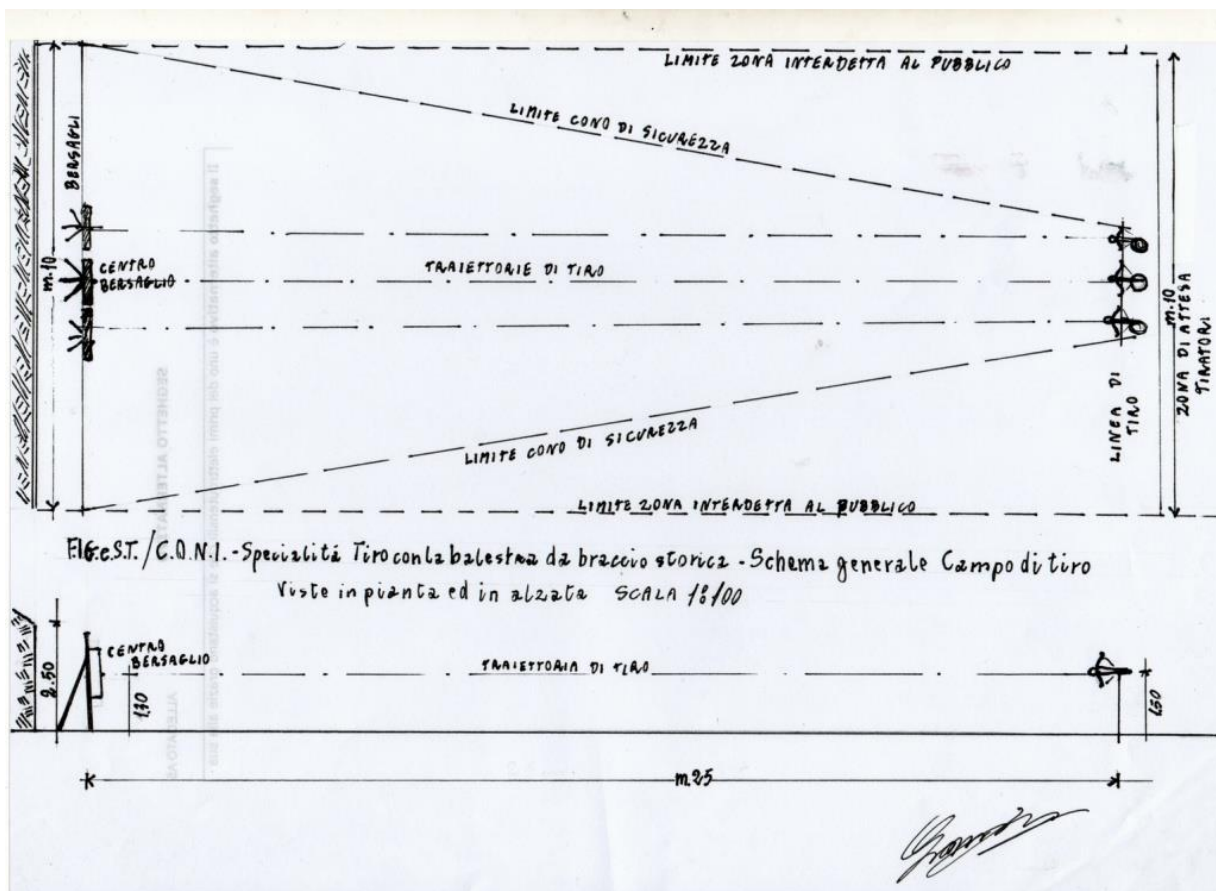 LIMITE ZONA INTERDETTA AL PUBBLICO
LIMITE CONO DI SICUREZZA
BERSAGLI
m.10
CENTRO
BERSAGLIO
TRAIETTORIE DI TIRO
LINEA DI
TIRO
m.10
ZONA DI ATTESA
TIRATORI
LIMITE CONO DI SICUREZZA
LIMITE ZONA INTERDETTA AL PUBBLICO
FIG.e.S.T. / C.O.N.I. - Specialitá Tiro con la balestra da braccio storica - Schema generale Campo di tiro
Viste in pianta ed in alzata SCALA 1:100
2.50
CENTRO
BERSAGLIO
1.30
TRAIETTORIA DI TIRO
1.50
m.25
SEGHETTO ALTERNATIVO